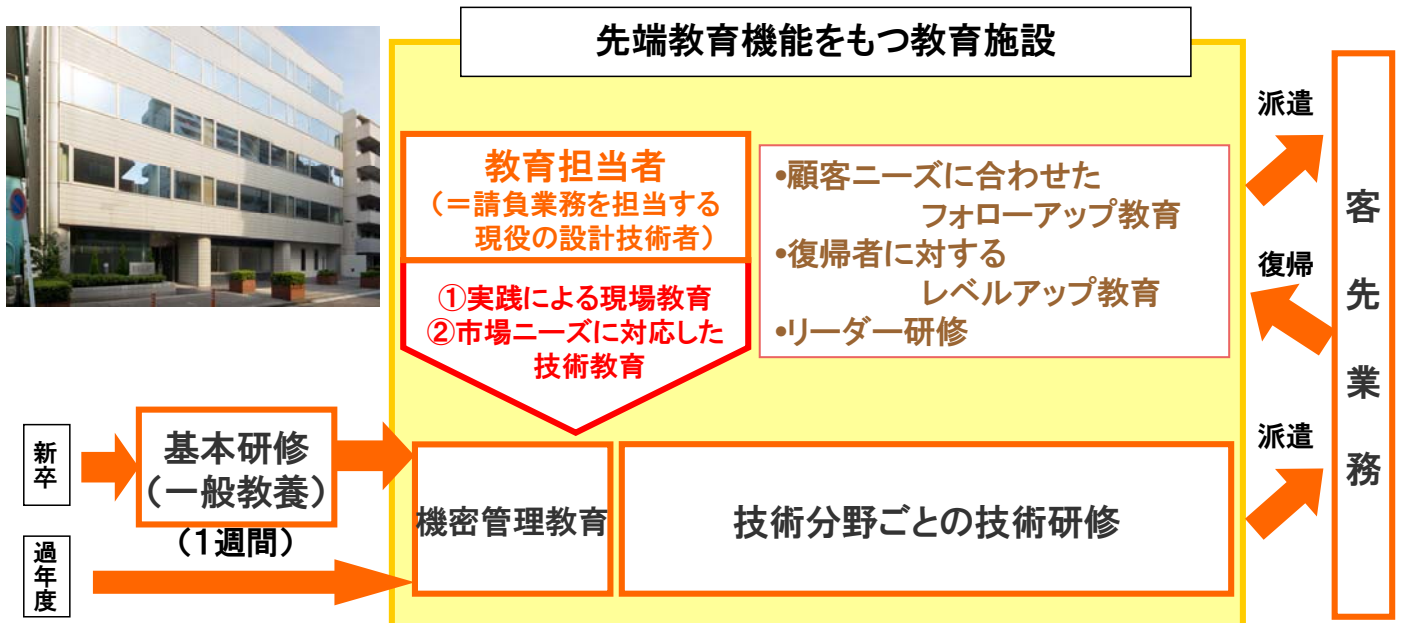 先端教育機能をもつ教育施設
教育担当者
（＝請負業務を担当する
現役の設計技術者）
①実践による現場教育
②市場ニーズに対応した
技術教育
•顧客ニーズに合わせた
フォローアップ教育
•復帰者に対する
レベルアップ教育
•リーダー研修
派遣
復帰
派遣
客先業務
新卒
基本研修
（一般教養）
（1週間）
過年度
機密管理教育
技術分野ごとの技術研修